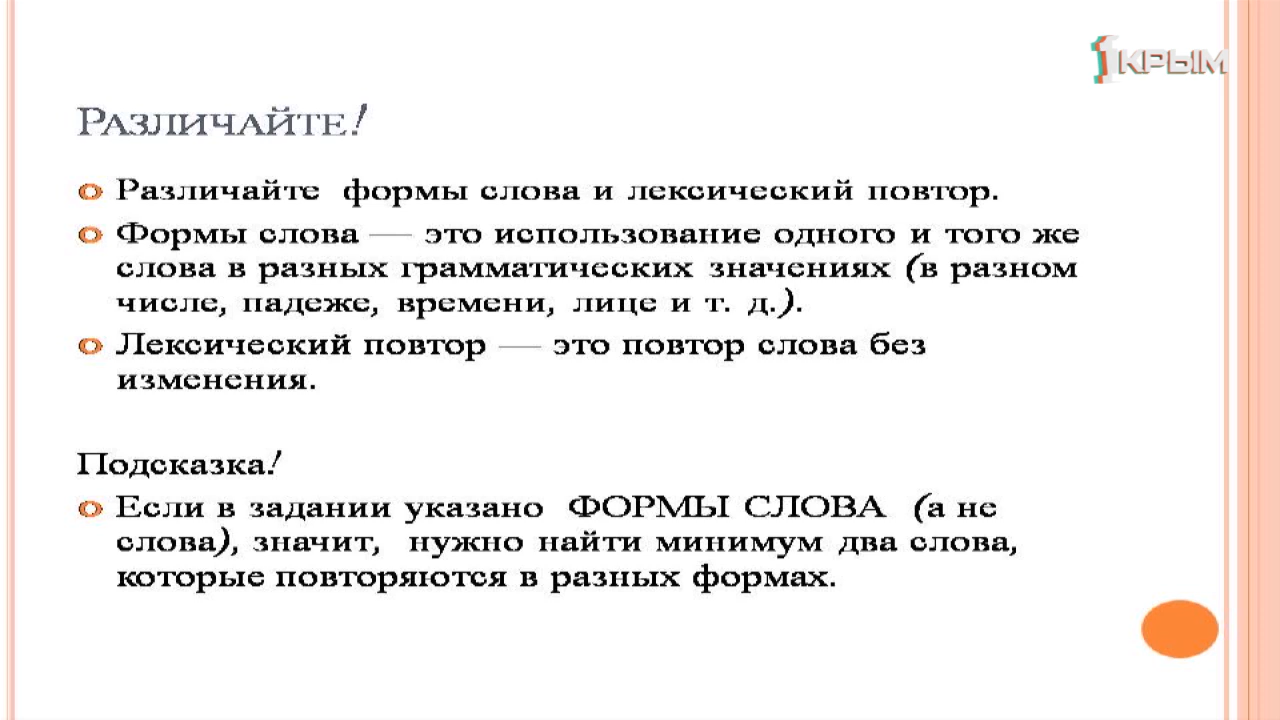 1КРЫМ
РАЗЛИЧАЙТЕ!
Различайте формы слова и лексический повтор.
Формы слова — это использование одного и того же
слова в разных грамматических значениях (в разном
числе, падеже, времени, лице и т. д.).
Лексический повтор — это повтор слова без
изменения.
Подсказка!
Если в задании указано ФОРМЫ СЛОВА (а не
слова), значит, нужно найти минимум два слова,
которые повторяются в разных формах.